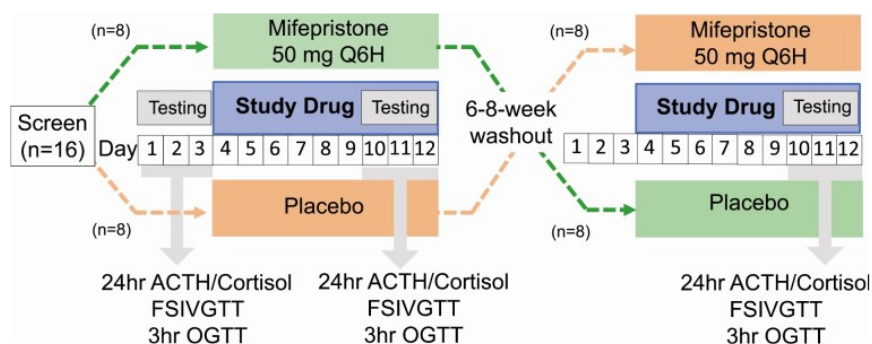 (n=8)
Mifepristone
50 mg Q6H
Mifepristone
50 mg Q6H
(n=8)
Testing
Study Drug
Testing
6-8-week
washout
Study Drug
Testing
Screen
(n=16)
Day 1 2 3 4 5 6 7 8 9 10 11 12
1 2 3 4 5 6 7 8 9 10 11 12
Placebo
Placebo
(n=8)
(n=8)
24hr ACTH/Cortisol
FSIVGTT
3hr OGTT
24hr ACTH/Cortisol
FSIVGTT
3hr OGTT
24hr ACTH/Cortisol
FSIVGTT
3hr OGTT